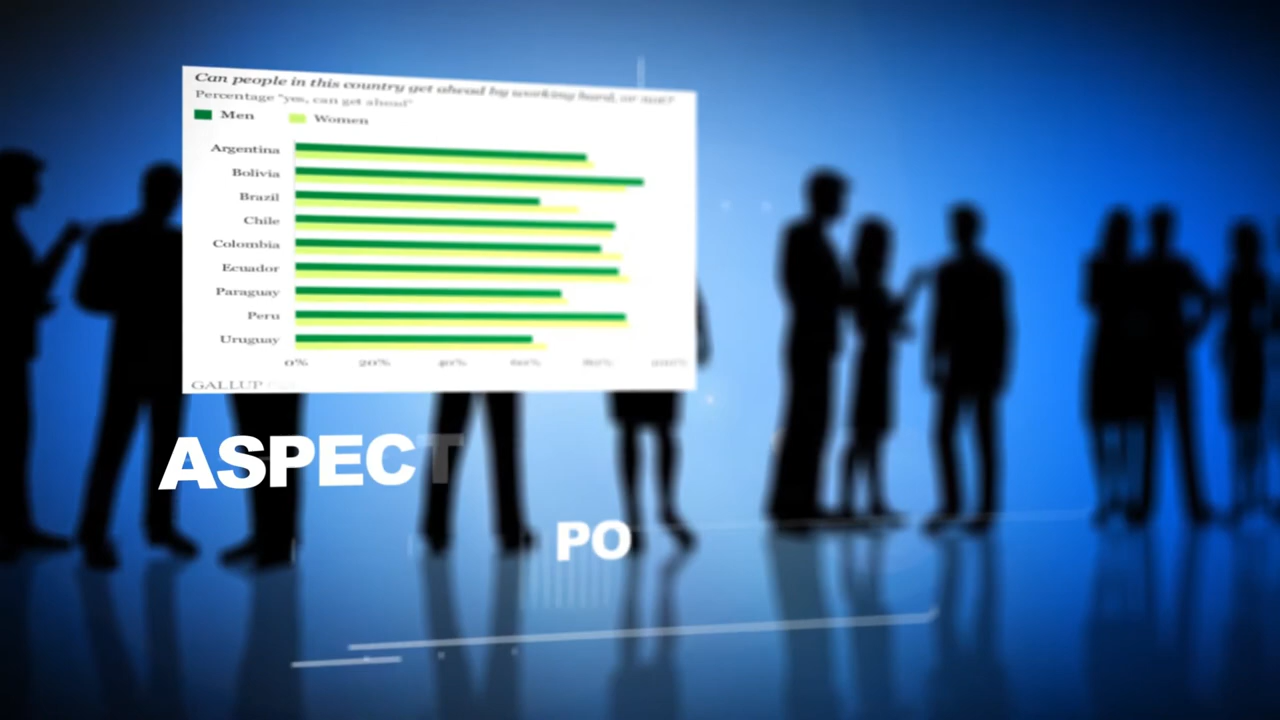 Can people in this country get ahead by working hard, or not?
Percentage "yes, can get ahead"
Men Women
Argentina
Bolivia
Brazil
Chile
Colombia
Ecuador
Paraguay
Peru
Uruguay
0% 20% 40% 60% 80% 100%
GALLUP
ASPECT
PO